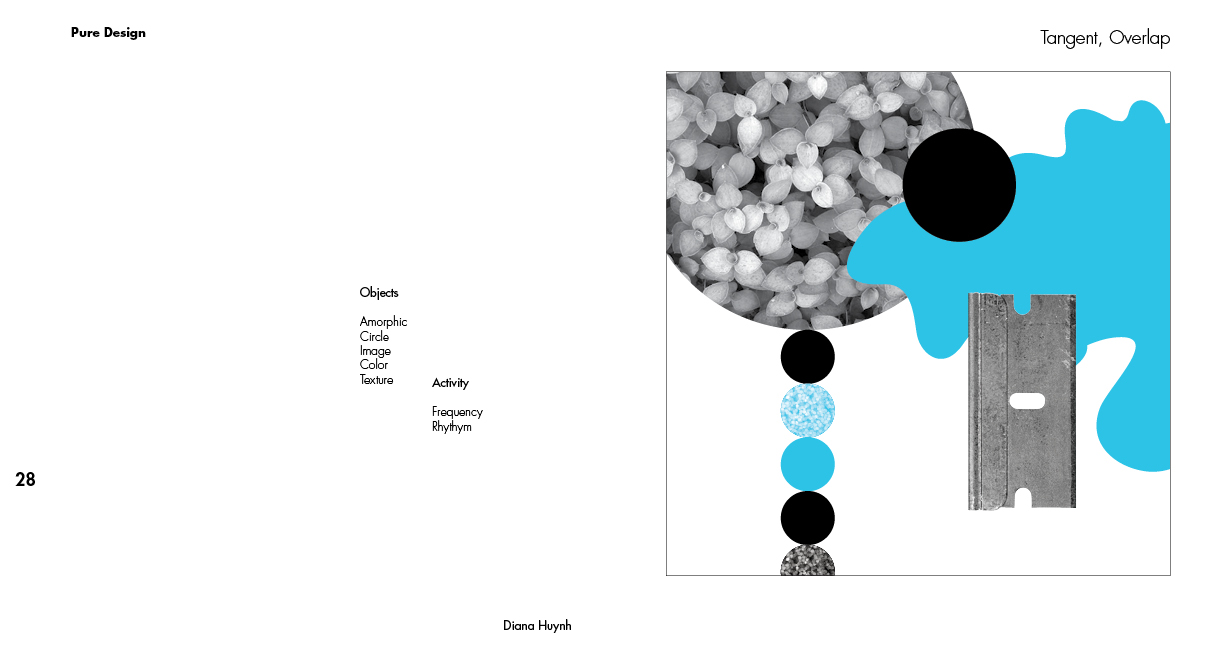 Pure Design
Tangent, Overlap
Objects
Amorphic
Circle
Image
Color
Texture
Activity
Frequency
Rhythym
28
Diana Huynh